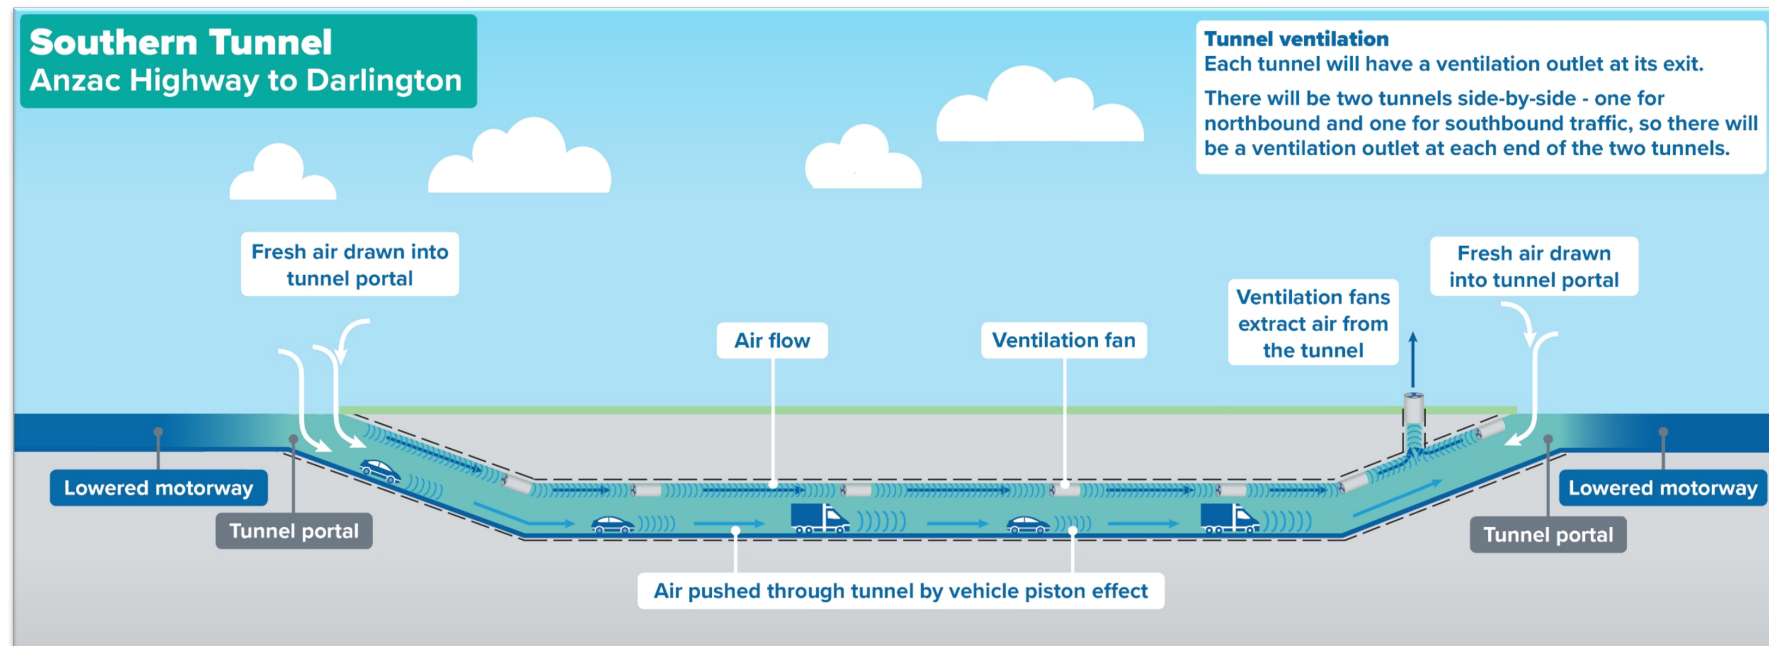 Southern Tunnel
Anzac Highway to Darlington
Tunnel ventilation
Each tunnel will have a ventilation outlet at its exit.
There will be two tunnels side-by-side - one for
northbound and one for southbound traffic, so there will
be a ventilation outlet at each end of the two tunnels.
Fresh air drawn into
tunnel portal
Fresh air drawn
into tunnel portal
Ventilation fans
extract air from
the tunnel
Air flow
Ventilation fan
Lowered motorway
Tunnel portal
Lowered motorway
Tunnel portal
Air pushed through tunnel by vehicle piston effect